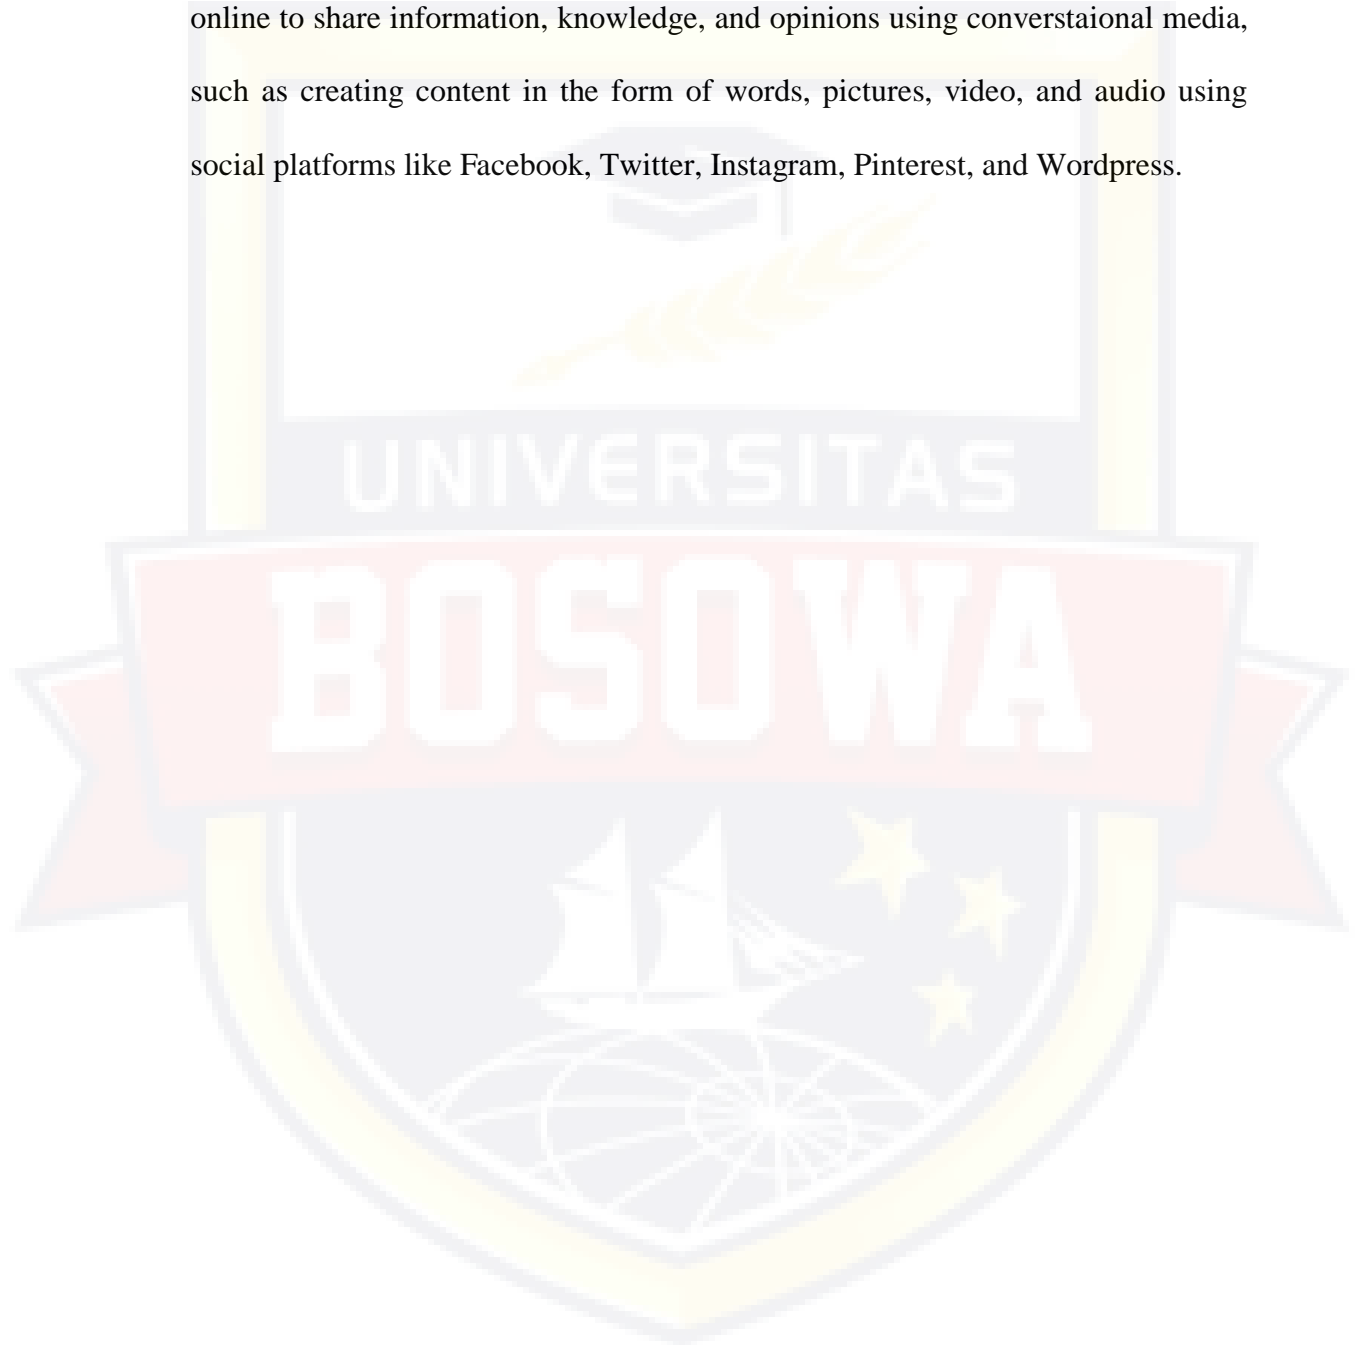 online to share information, knowledge, and opinions using converstaional media,
such as creating content in the form of words, pictures, video, and audio using
social platforms like Facebook, Twitter, Instagram, Pinterest, and Wordpress.
UNIVERSITAS
BOSOWA